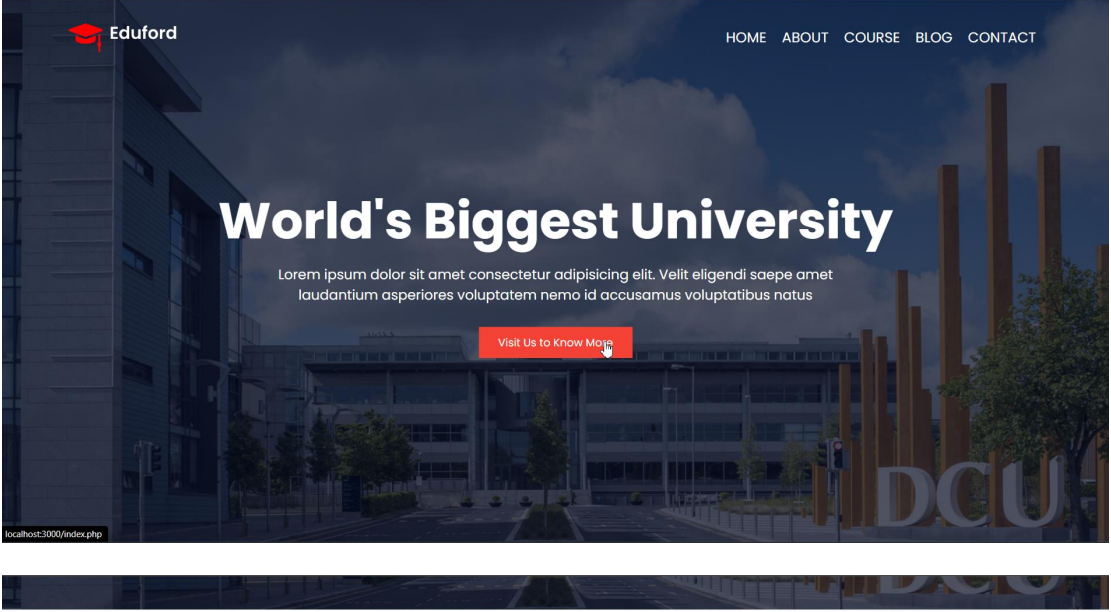 Eduford
HOME ABOUT COURSE BLOG CONTACT
World's Biggest University
Lorem ipsum dolor sit amet consectetur adipisicing elit. Velit eligendi saepe amet
laudantium asperiores voluptatem nemo id accusamus voluptatibus natus
Visit Us to Know More
DCU
localhost:3000/index.php